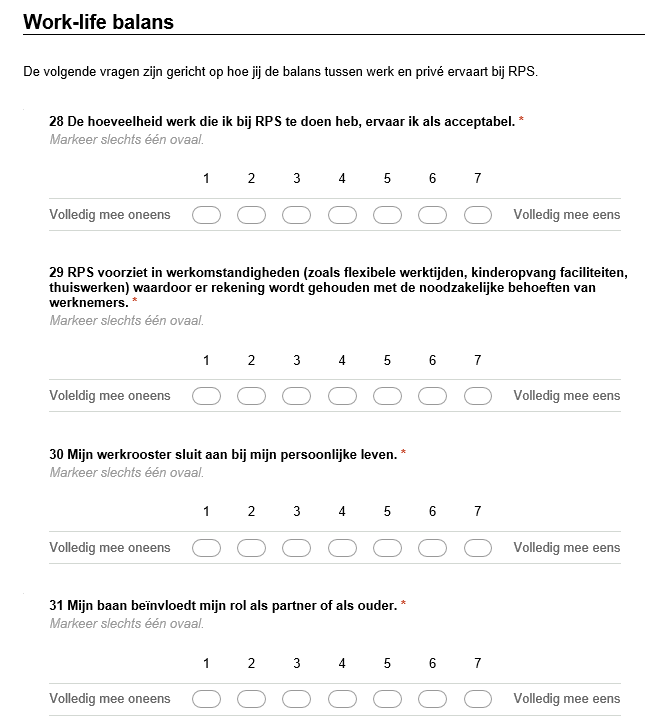 Work-life balans
De volgende vragen zijn gericht op hoe jij de balans tussen werk en privé ervaart bij RPS.
28 De hoeveelheid werk die ik bij RPS te doen heb, ervaar ik als acceptabel. *
Markeer slechts één ovaal.
1 2 3 4 5 6 7
Volledig mee oneens Volledig mee eens
29 RPS voorziet in werkomstandigheden (zoals flexibele werktijden, kinderopvang faciliteiten,
thuiswerken) waardoor er rekening wordt gehouden met de noodzakelijke behoeften van
werknemers. *
Markeer slechts één ovaal.
1 2 3 4 5 6 7
Voleldig mee oneens Volledig mee eens
30 Mijn werkrooster sluit aan bij mijn persoonlijke leven. *
Markeer slechts één ovaal.
1 2 3 4 5 6 7
Volledig mee oneens Volledig mee eens
31 Mijn baan beïnvloedt mijn rol als partner of als ouder. *
Markeer slechts één ovaal.
1 2 3 4 5 6 7
Volledig mee oneens Volledig mee eens